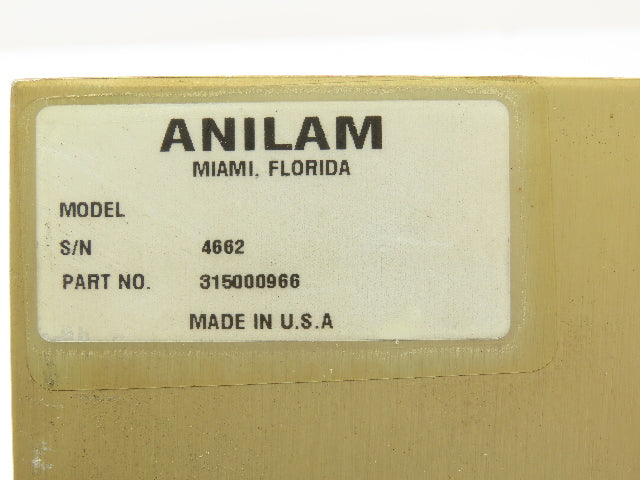 ANILAM
MIAMI, FLORIDA
MODEL
S/N 4662
PART NO. 315000966
MADE IN U.S.A